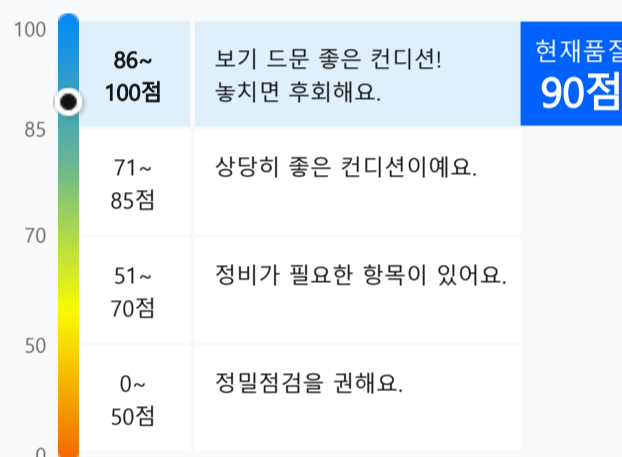 100
86~
100점
보기 드문 좋은 컨디션!
놓치면 후회해요.
현재품질
90점
85
71~
85점
상당히 좋은 컨디션이예요.
70
51~
70점
정비가 필요한 항목이 있어요.
50
0~
50점
정밀점검을 권해요.
0